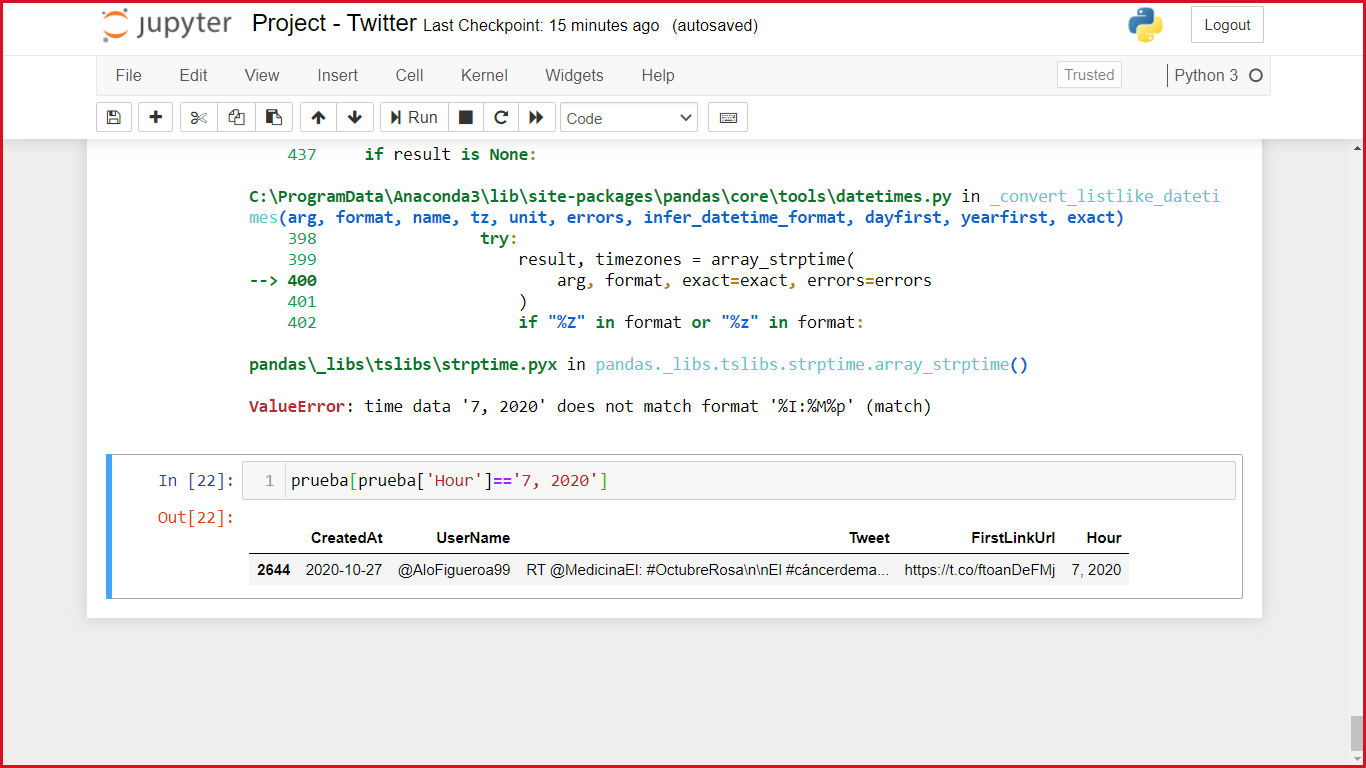 jupyter Project - Twitter Last Checkpoint: 15 minutes ago (autosaved) Logout
File Edit View Insert Cell Kernel Widgets Help Trusted Python 3
Run Code
437 if result is None:
C:\ProgramData\Anaconda3\lib\site-packages\pandas\core\tools\datetimes.py in _convert_listlike_dateti
mes(arg, format, name, tz, unit, errors, infer_datetime_format, dayfirst, yearfirst, exact)
398 try:
399 result, timezones = array_strptime(
--> 400 arg, format, exact=exact, errors=errors
401 )
402 if "%Z" in format or "%z" in format:
pandas\_libs\tslibs\strptime.pyx in pandas._libs.tslibs.strptime.array_strptime()
ValueError: time data '7, 2020' does not match format '%I:%M%p' (match)
In [22]: 1 prueba[prueba['Hour']=='7, 2020']
Out[22]:
CreatedAt UserName Tweet FirstLinkUrl Hour
2644 2020-10-27 @AloFigueroa99 RT @MedicinaEI: #OctubreRosa\n\nEl #cáncerdema... https://t.co/ftoanDeFMj 7, 2020